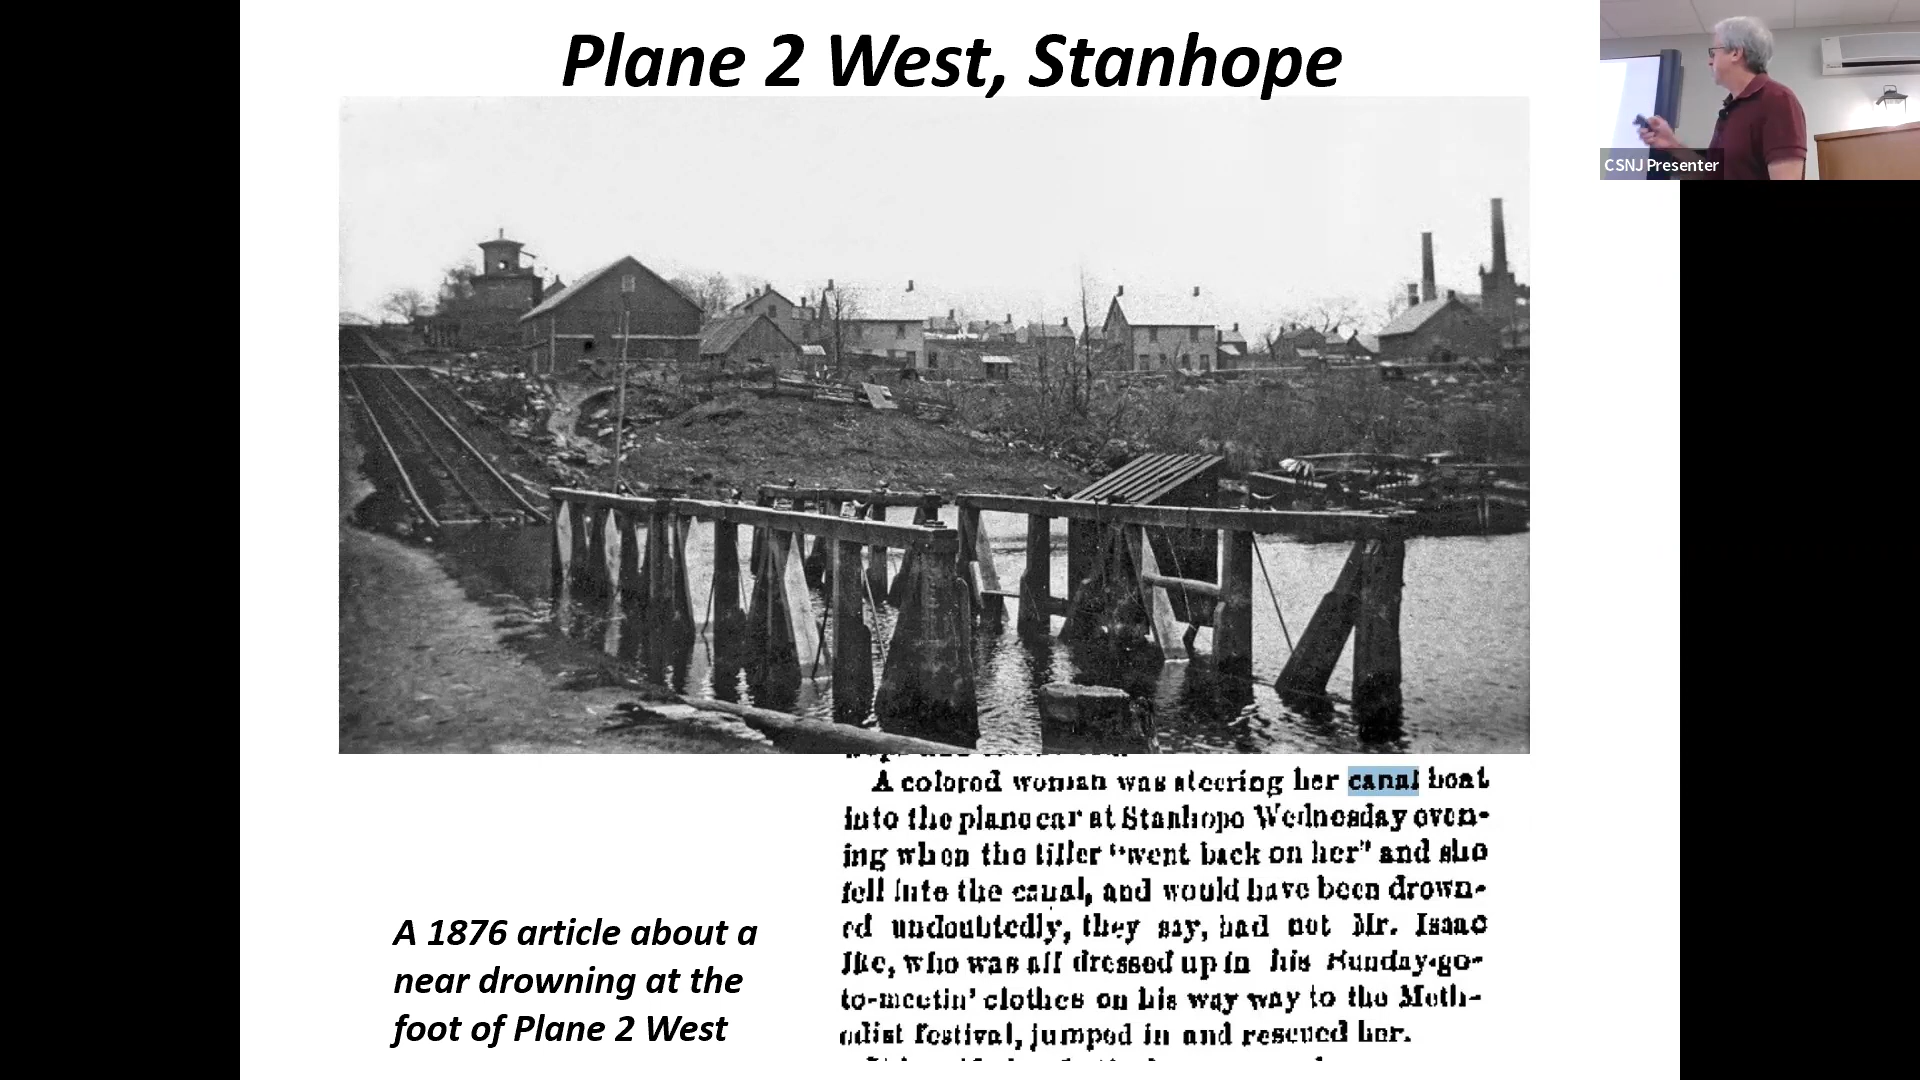 Plane 2 West, Stanhope
CSNJ Presenter
A colored woman was steering her canal boat
into the plane car at Stanhope Wednesday even-
ing when the tiller "went back on her" and she
fell into the canal, and would have been drown-
ed undoubtedly, they say, had not Mr. Isaac
Ike, who was all dressed up in his Sunday-go-
to-meetin' clothes on his way way to the Meth-
odist festival, jumped in and rescued her.
A 1876 article about a
near drowning at the
foot of Plane 2 West